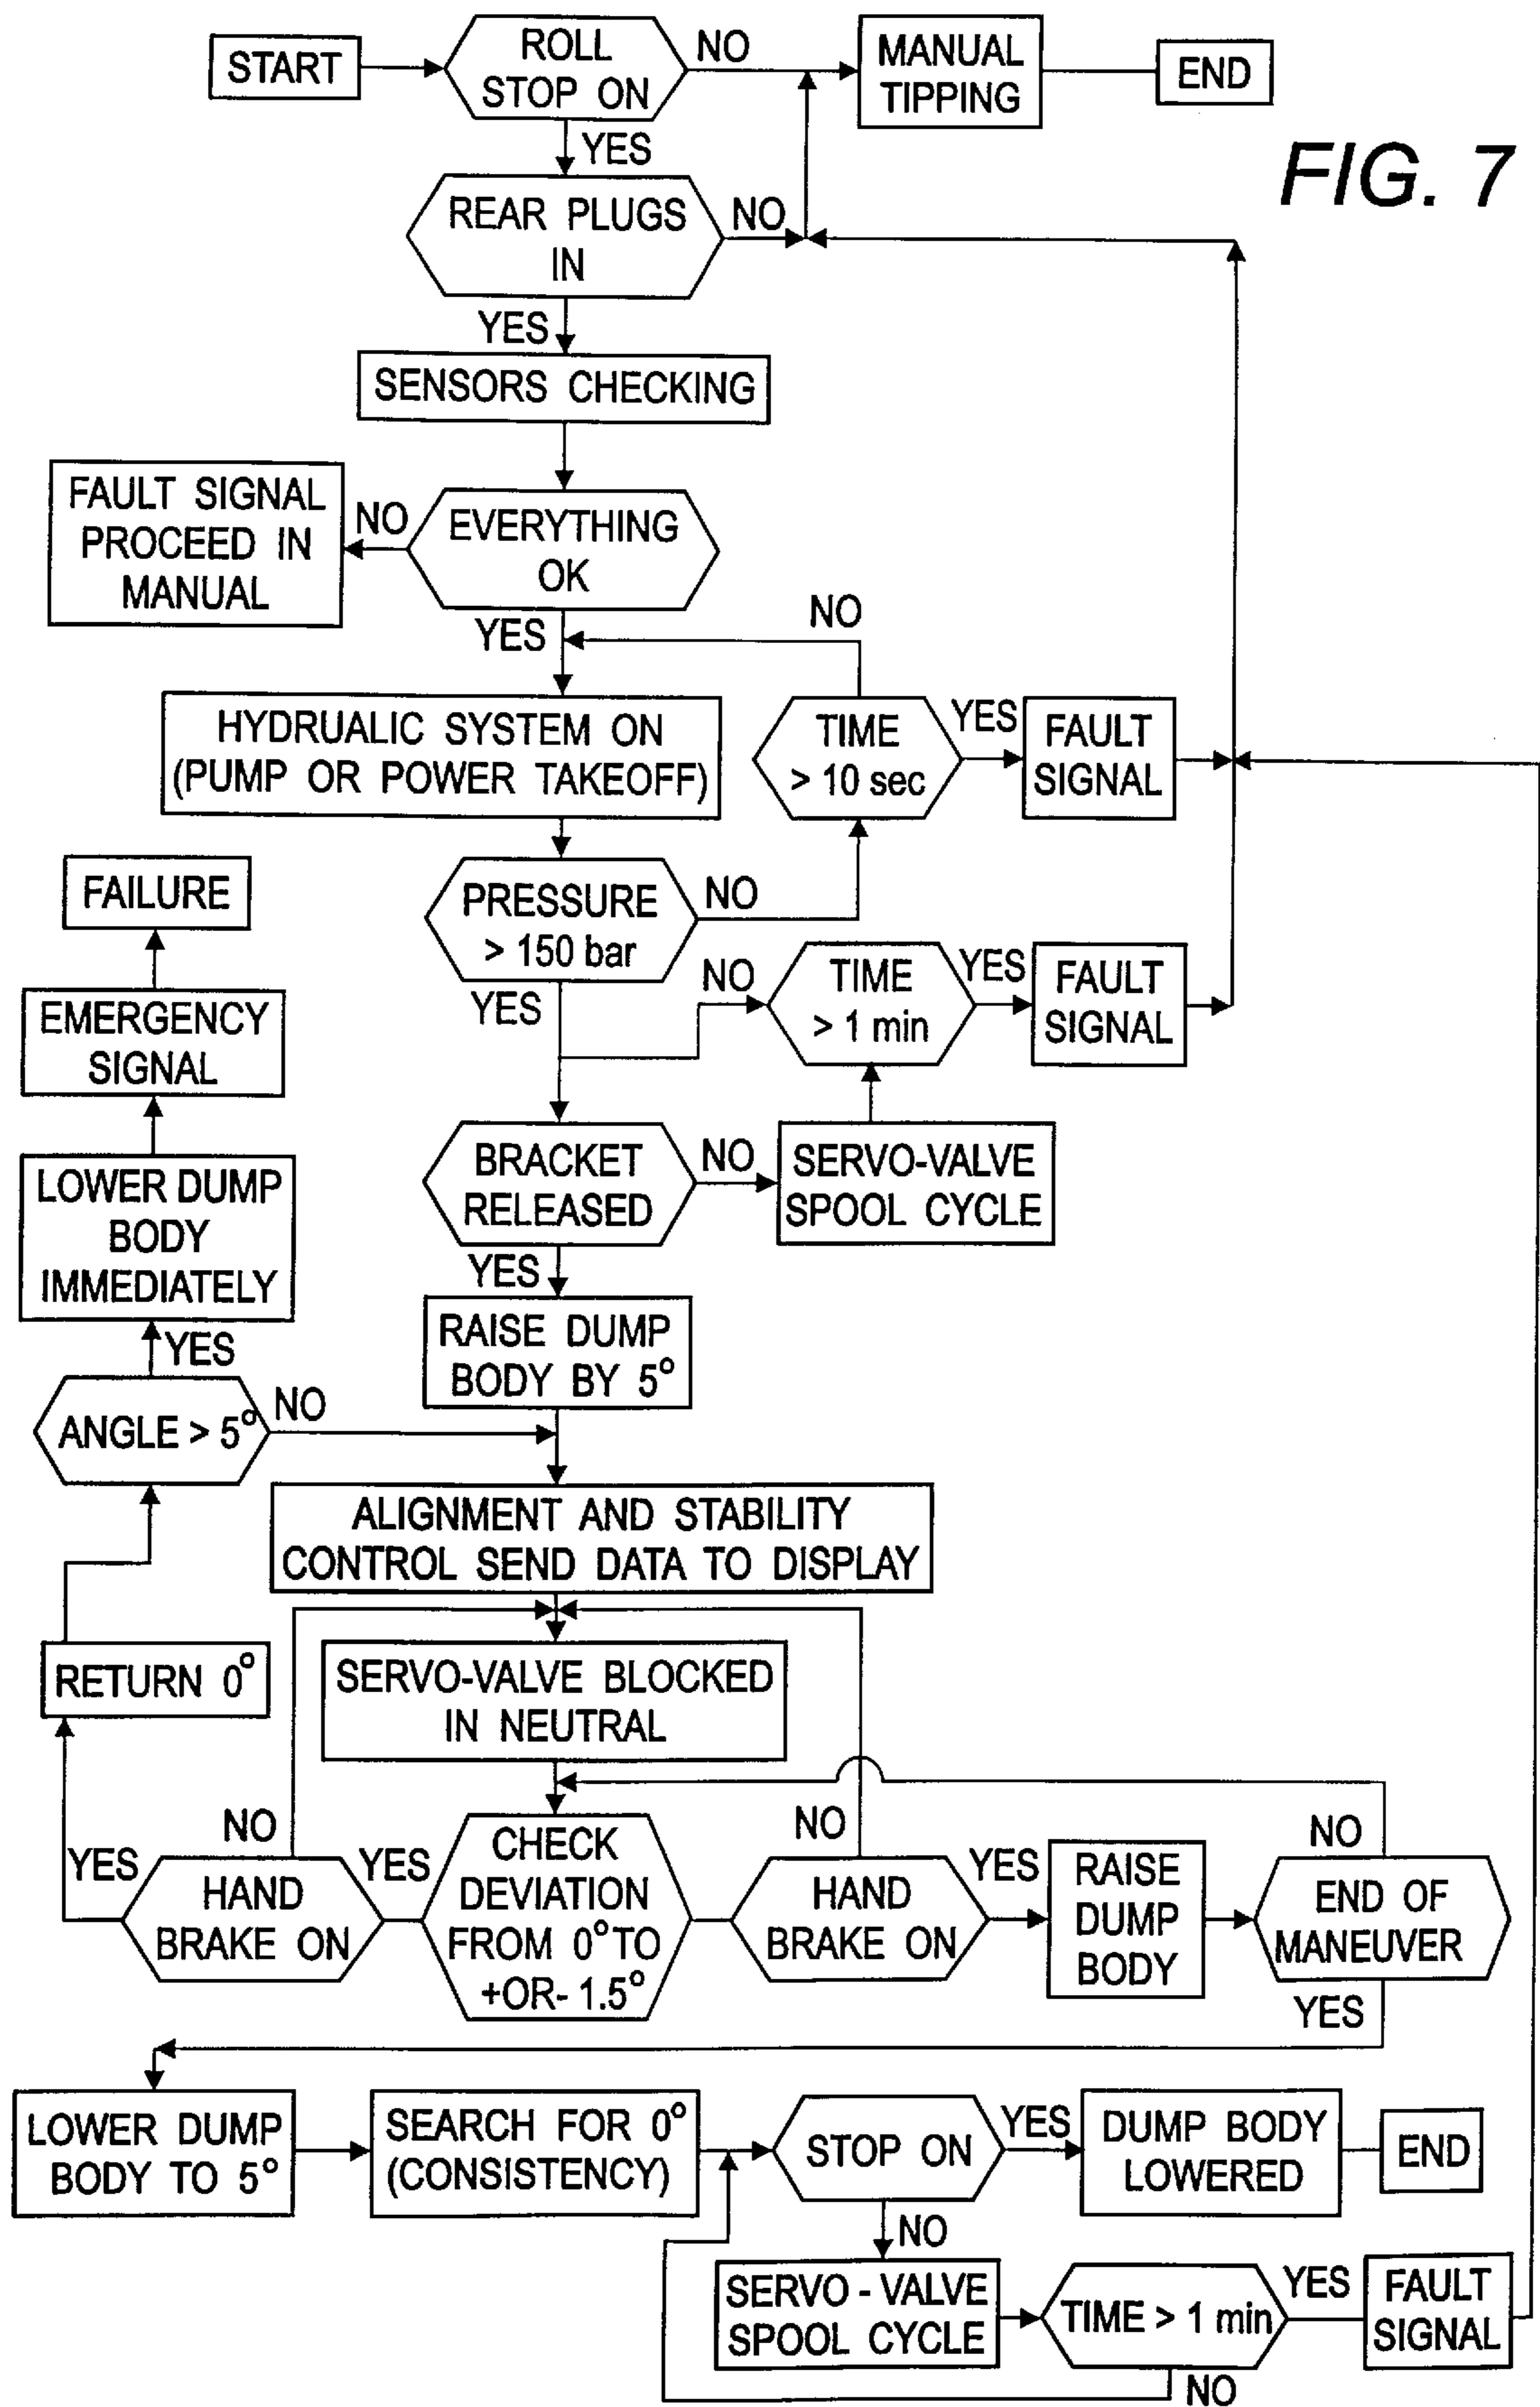 START
ROLL
STOP ON
NO
MANUAL
TIPPING
END
YES
FIG. 7
REAR PLUGS
IN
NO
YES
SENSORS CHECKING
FAULT SIGNAL
PROCEED IN
MANUAL
NO
EVERYTHING
OK
YES
NO
HYDRUALIC SYSTEM ON
(PUMP OR POWER TAKEOFF)
TIME
> 10 sec
YES
FAULT
SIGNAL
FAILURE
PRESSURE
> 150 bar
NO
YES
NO
TIME
> 1 min
YES
FAULT
SIGNAL
EMERGENCY
SIGNAL
BRACKET
RELEASED
NO
SERVO-VALVE
SPOOL CYCLE
LOWER DUMP
BODY
IMMEDIATELY
YES
RAISE DUMP
BODY BY 5°
YES
ANGLE > 5°
NO
ALIGNMENT AND STABILITY
CONTROL SEND DATA TO DISPLAY
RETURN 0°
SERVO-VALVE BLOCKED
IN NEUTRAL
YES
NO
HAND
BRAKE ON
YES
CHECK
DEVIATION
FROM 0° TO
+OR- 1.5°
NO
HAND
BRAKE ON
YES
RAISE
DUMP
BODY
NO
END OF
MANEUVER
YES
LOWER DUMP
BODY TO 5°
SEARCH FOR 0°
(CONSISTENCY)
STOP ON
YES
DUMP BODY
LOWERED
END
NO
SERVO - VALVE
SPOOL CYCLE
TIME > 1 min
YES
FAULT
SIGNAL
NO